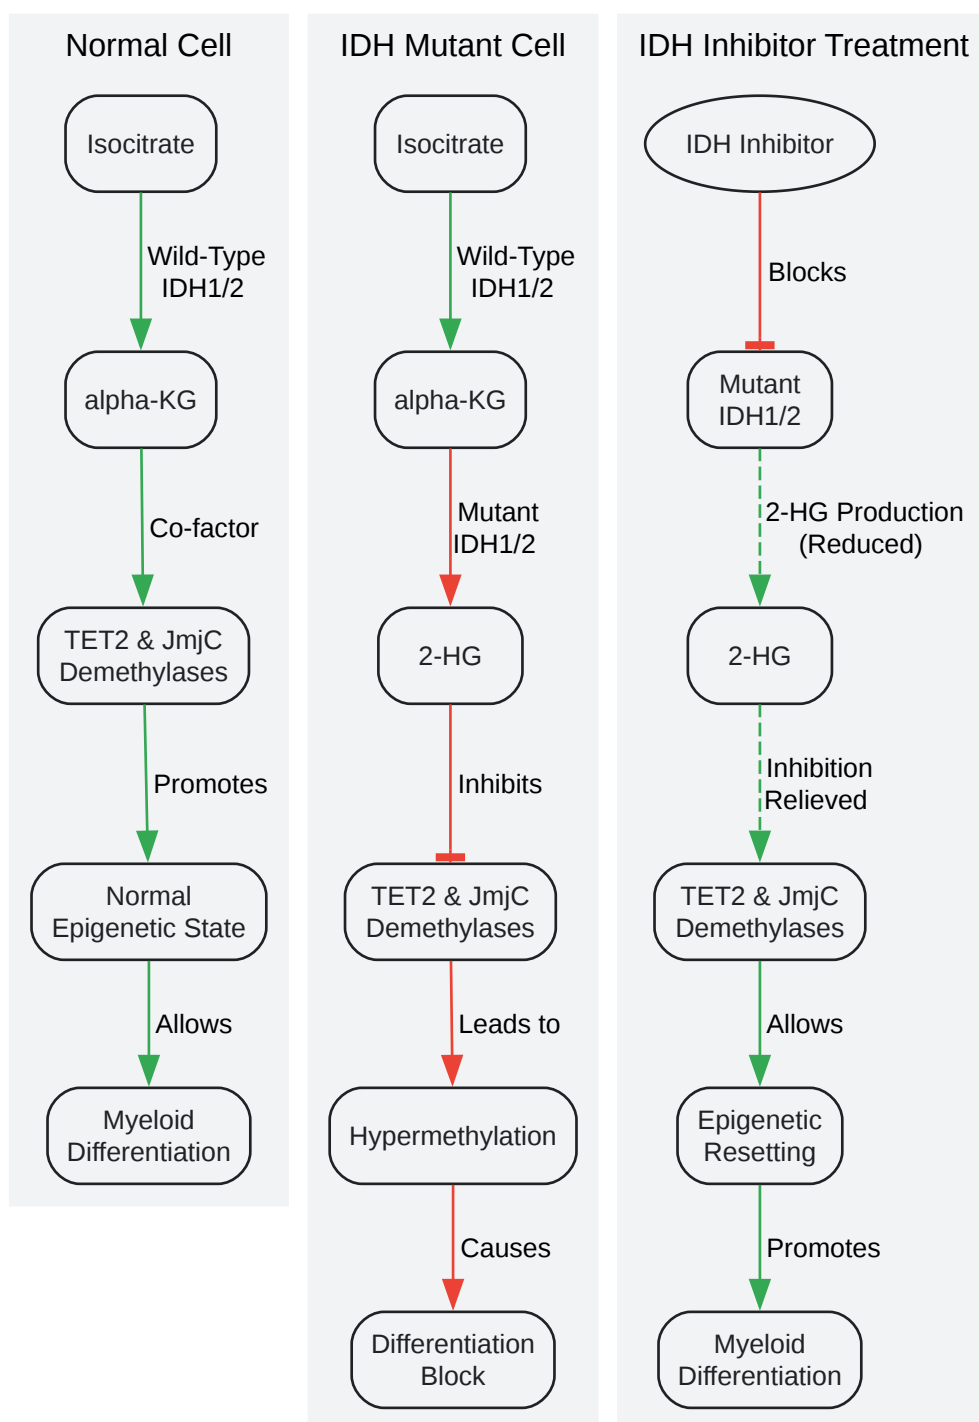 Normal Cell
Isocitrate
Wild-Type
IDH1/2
alpha-KG
Co-factor
TET2 & JmjC
Demethylases
Promotes
Normal
Epigenetic State
Allows
Myeloid
Differentiation
IDH Mutant Cell
Isocitrate
Wild-Type
IDH1/2
alpha-KG
Mutant
IDH1/2
2-HG
Inhibits
TET2 & JmjC
Demethylases
Leads to
Hypermethylation
Causes
Differentiation
Block
IDH Inhibitor Treatment
IDH Inhibitor
Blocks
Mutant
IDH1/2
2-HG Production
(Reduced)
2-HG
Inhibition
Relieved
TET2 & JmjC
Demethylases
Allows
Epigenetic
Resetting
Promotes
Myeloid
Differentiation